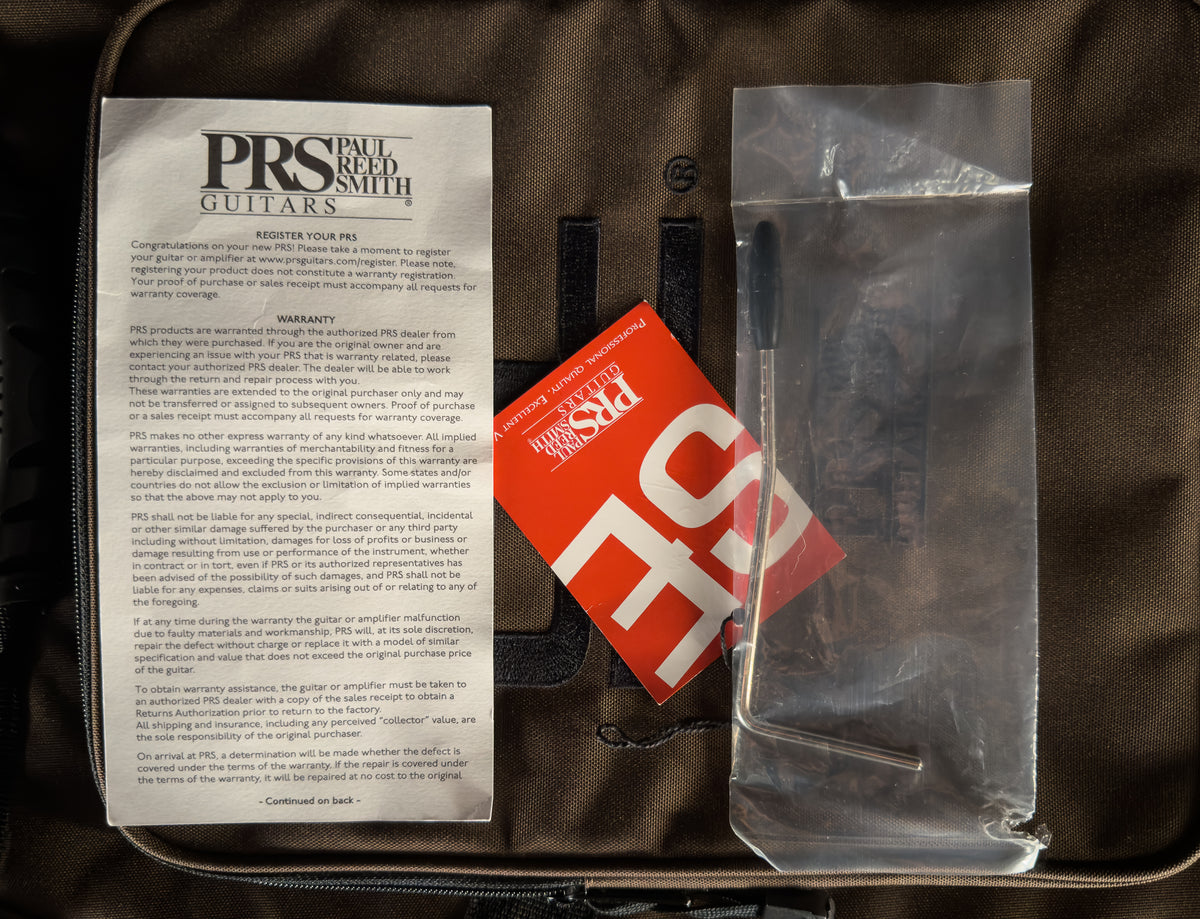 PRS PAUL
REED
SMITH®
GUITARS
REGISTER YOUR PRS
Congratulations on your new PRS! Please take a moment to register
your guitar or amplifier at www.prsguitars.com/register. Please note,
registering your product does not constitute a warranty registration.
Your proof of purchase or sales receipt must accompany all requests for
warranty coverage.
WARRANTY
PRS products are warranted through the authorized PRS dealer from
which they were purchased. If you are the original owner and are
experiencing an issue with your PRS that is warranty related, please
contact your authorized PRS dealer. The dealer will be able to work
through the return and repair process with you.
These warranties are extended to the original purchaser only and may
not be transferred or assigned to subsequent owners. Proof of purchase
or a sales receipt must accompany all requests for warranty coverage.
PRS makes no other express warranty of any kind whatsoever. All implied
warranties, including warranties of merchantability and fitness for a
particular purpose, exceeding the specific provisions of this warranty are
hereby disclaimed and excluded from this warranty. Some states and/or
countries do not allow the exclusion or limitation of implied warranties
so that the above may not apply to you.
PRS shall not be liable for any special, indirect consequential, incidental
or other similar damage suffered by the purchaser or any third party
including without limitation, damages for loss of profits or business or
damage resulting from use or performance of the instrument, whether
in contract or in tort, even if PRS or its authorized representatives has
been advised of the possibility of such damages, and PRS shall not be
liable for any expenses, claims or suits arising out of or relating to any of
the foregoing.
If at any time during the warranty the guitar or amplifier malfunction
due to faulty materials and workmanship, PRS will, at its sole discretion,
repair the defect without charge or replace it with a model of similar
specification and value that does not exceed the original purchase price
of the guitar.
To obtain warranty assistance, the guitar or amplifier must be taken to
an authorized PRS dealer with a copy of the sales receipt to obtain a
Returns Authorization prior to return to the factory.
All shipping and insurance, including any perceived “collector” value, are
the sole responsibility of the original purchaser.
On arrival at PRS, a determination will be made whether the defect is
covered under the terms of the warranty. If the repair is covered under
the terms of the warranty, it will be repaired at no cost to the original
- Continued on back -
PROFESSIONAL QUALITY. EXCELLENT V
PRS PAUL
REED
SMITH®
GUITARS
SE
®